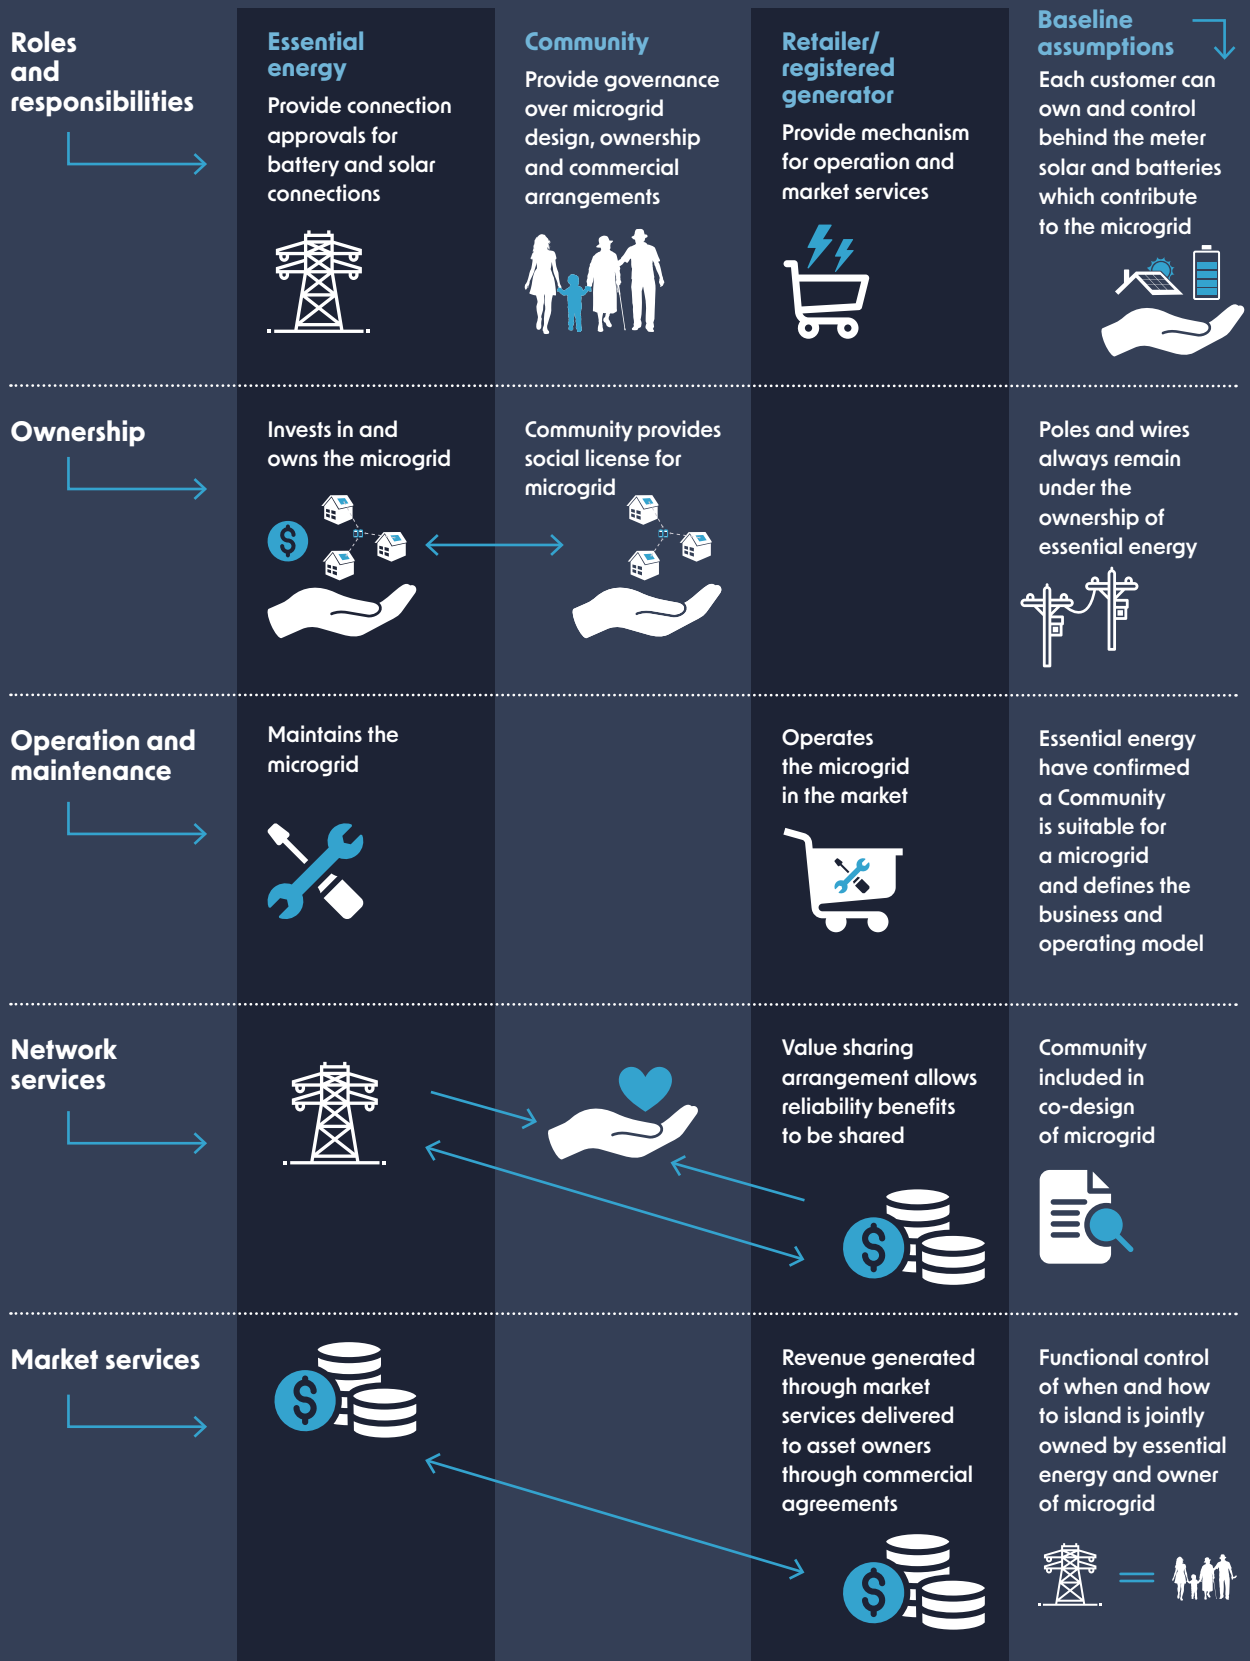 Roles
and
responsibilities
Essential
energy
Provide connection
approvals for
battery and solar
connections
Community
Provide governance
over microgrid
design, ownership
and commercial
arrangements
Retailer/
registered
generator
Provide mechanism
for operation and
market services
Baseline
assumptions
Each customer can
own and control
behind the meter
solar and batteries
which contribute
to the microgrid
Ownership
Invests in and
owns the microgrid
$
Community provides
social license for
microgrid
Poles and wires
always remain
under the
ownership of
essential energy
Operation and
maintenance
Maintains the
microgrid
Operates
the microgrid
in the market
Essential energy
have confirmed
a Community
is suitable for
a microgrid
and defines the
business and
operating model
Network
services
Value sharing
arrangement allows
reliability benefits
to be shared
$
Community
included in
co-design
of microgrid
Market services
$
Revenue generated
through market
services delivered
to asset owners
through commercial
agreements
$
Functional control
of when and how
to island is jointly
owned by essential
energy and owner
of microgrid